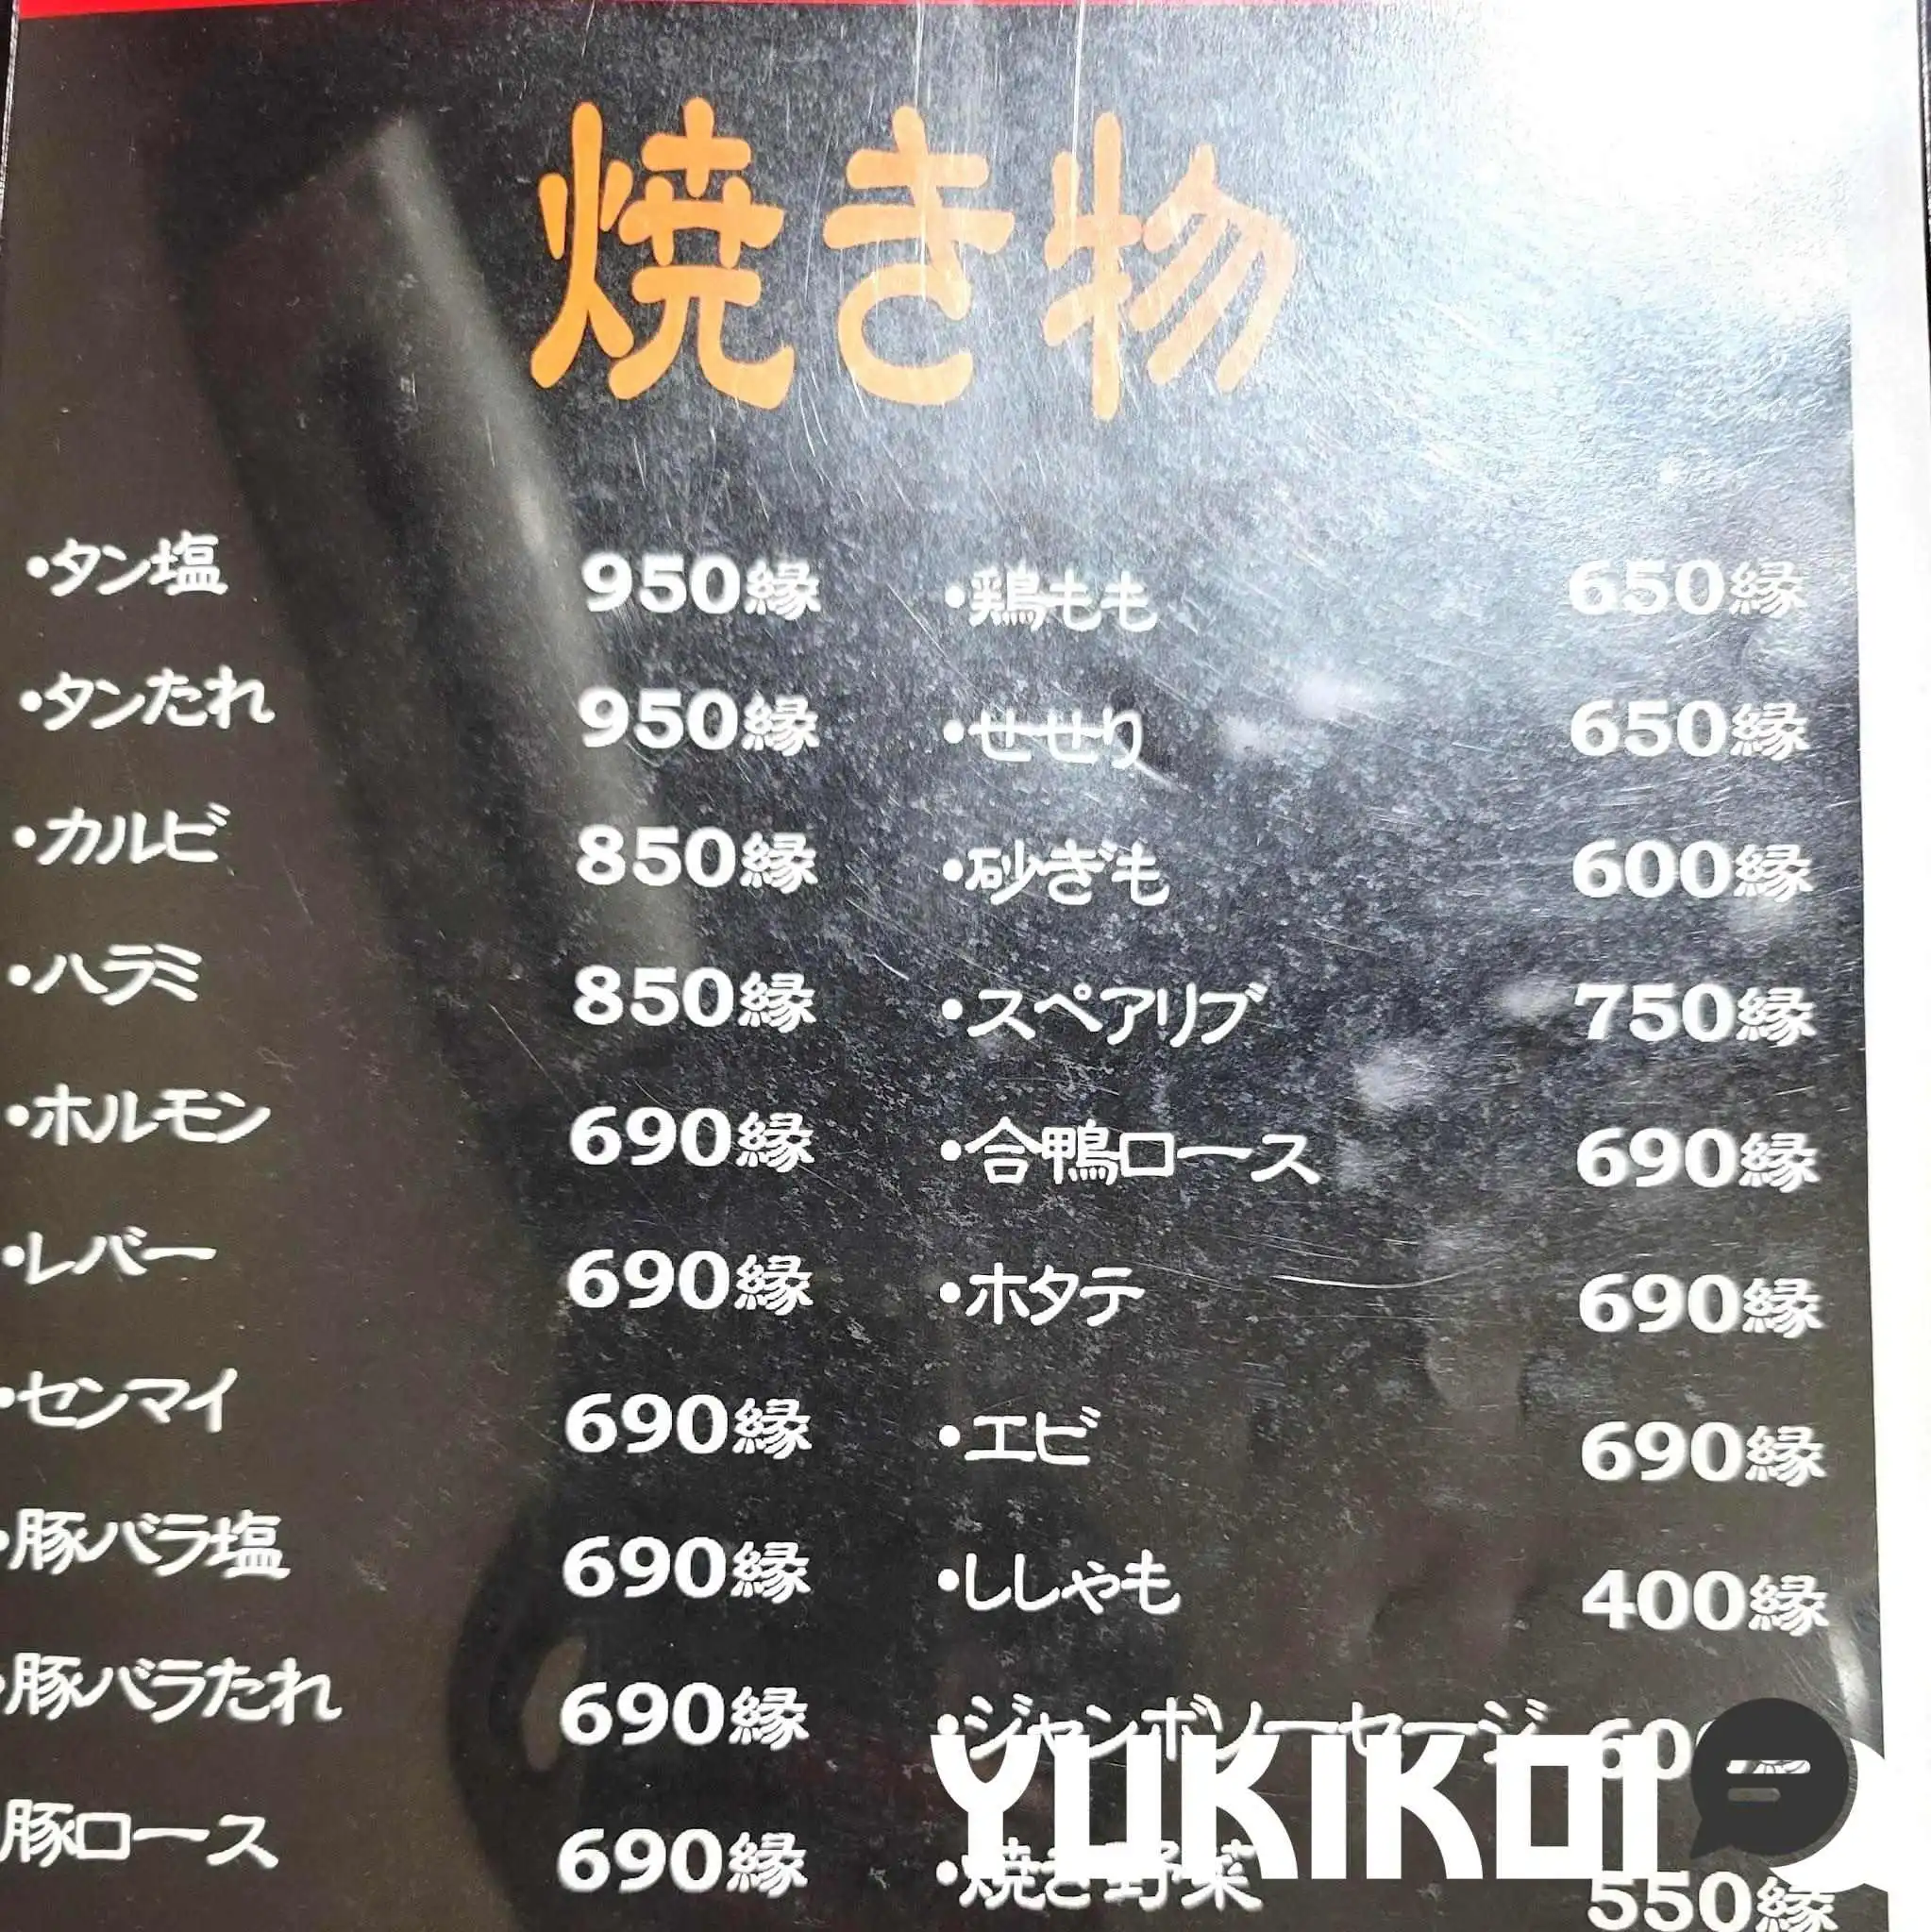 焼き物
・タン塩 950縁
・タンたれ 950縁
・カルビ 850縁
・ハラミ 850縁
・ホルモン 690縁
・レバー 690縁
・センマイ 690縁
・豚バラ塩 690縁
・豚バラたれ 690縁
豚ロース 690縁
・鶏もも 650縁
・せせり 650縁
・砂ぎも 600縁
・スペアリブ 750縁
・合鴨ロース 690縁
・ホタテ 690縁
・エビ 690縁
・ししゃも 400縁
・ジャンボソーセージ
・焼き野菜 550縁
YUKIKOI